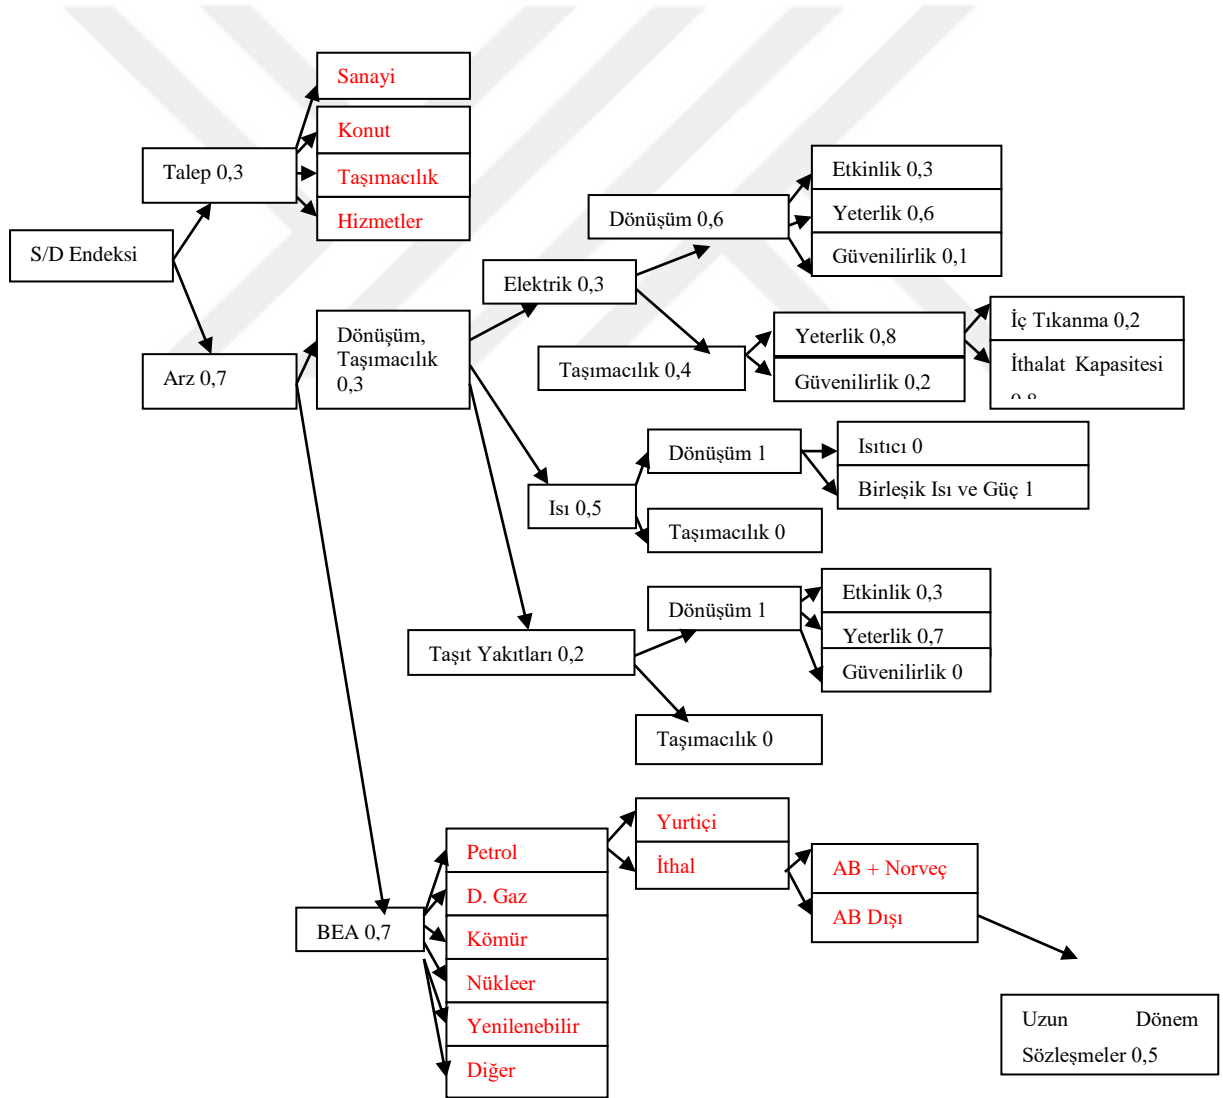 Sanayi
Konut
Talep 0,3
Taşımacılık
Hizmetler
S/D Endeksi
Etkinlik 0,3
Dönüşüm 0,6
Yeterlik 0,6
Güvenilirlik 0,1
Elektrik 0,3
Dönüşüm,
Taşımacılık
0,3
Arz 0,7
Yeterlik 0,8
İç Tıkanma 0,2
Taşımacılık 0,4
Güvenilirlik 0,2
İthalat Kapasitesi
Dönüşüm 1
Isıtıcı 0
Birleşik Isı ve Güç 1
Isı 0,5
Taşımacılık 0
Dönüşüm 1
Etkinlik 0,3
Yeterlik 0,7
Güvenilirlik 0
Taşıt Yakıtları 0,2
Taşımacılık 0
Yurtiçi
İthal
Petrol
D. Gaz
Kömür
Nükleer
Yenilenebilir
Diğer
BEA 0,7
AB + Norveç
AB Dışı
Uzun Dönem
Sözleşmeler 0,5